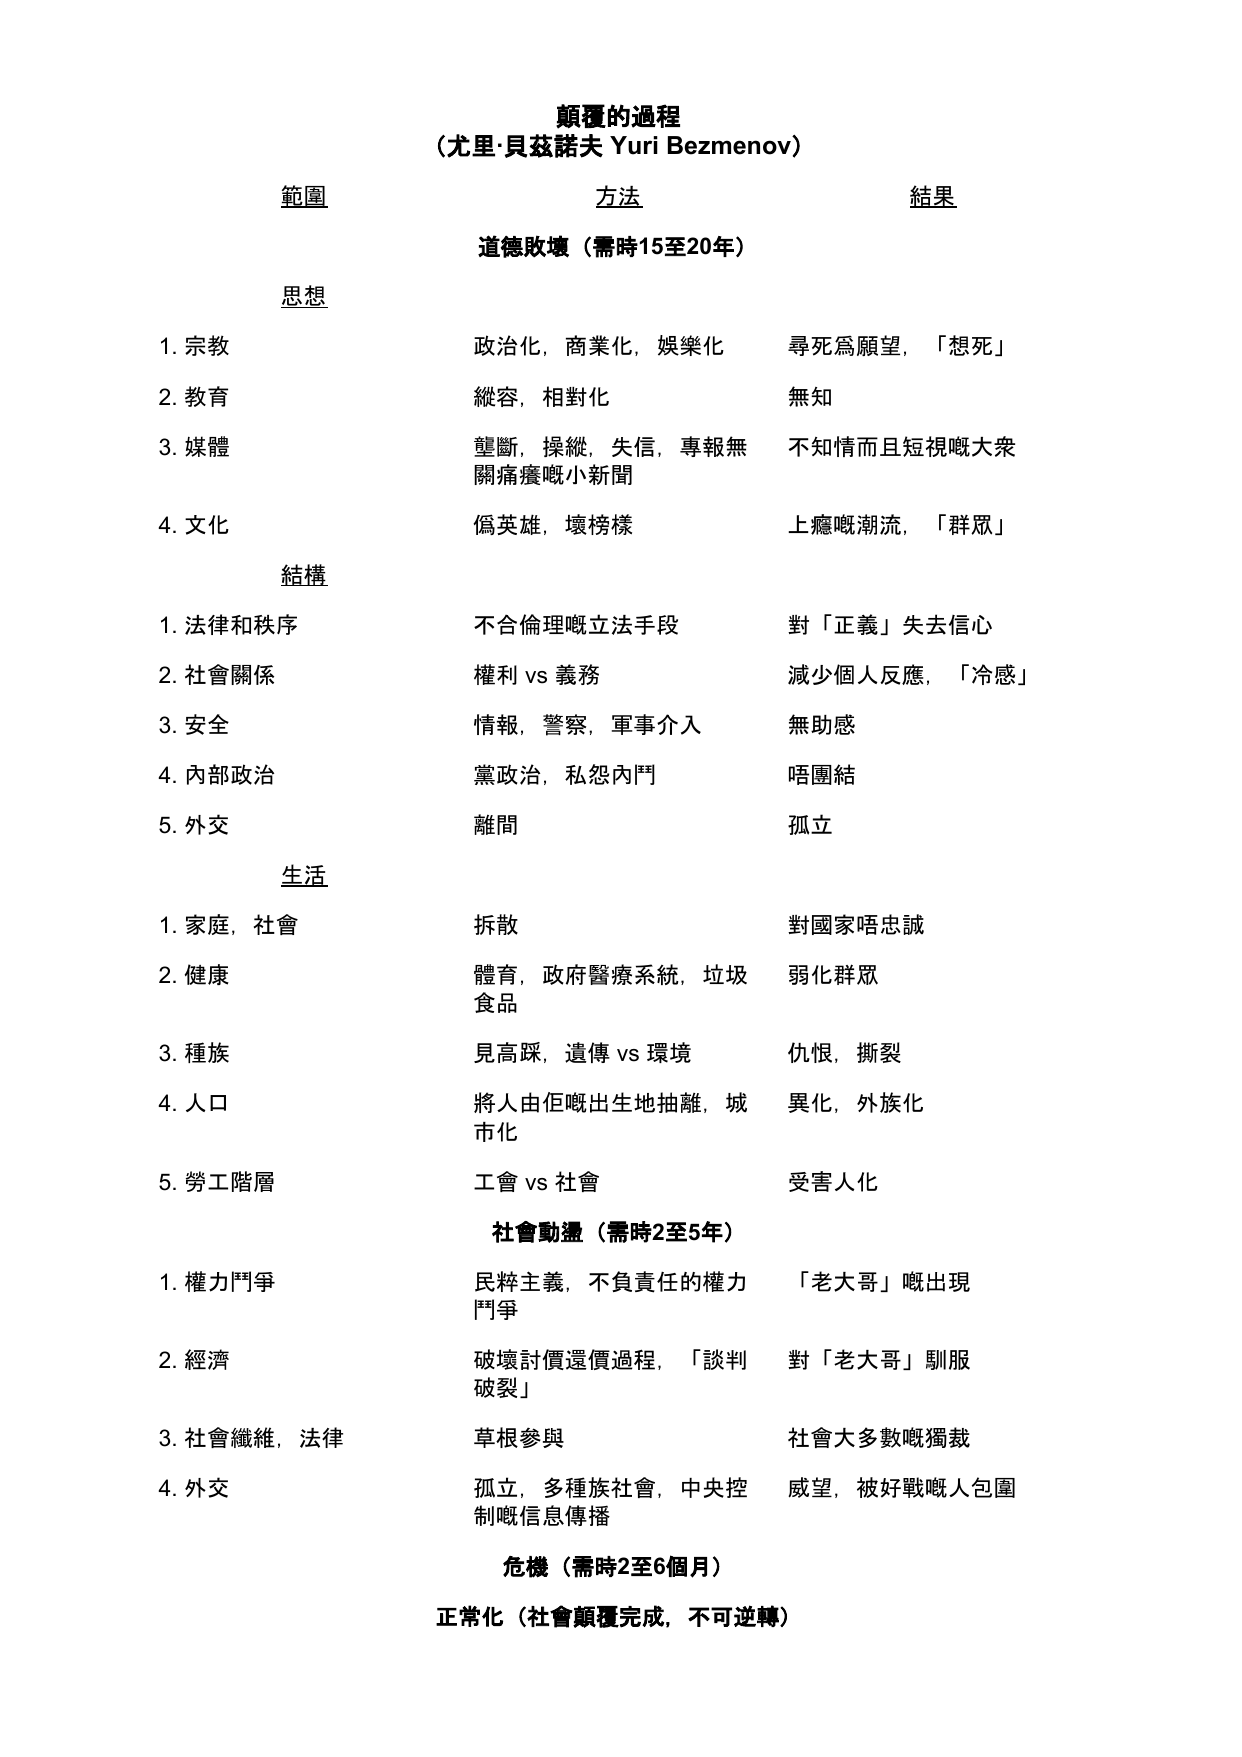 顛覆的過程
（尤里·貝茲諾夫 Yuri Bezmenov）
範圍 方法 結果
道德敗壞（需時15至20年）
思想
1. 宗教 政治化，商業化，娛樂化 尋死爲願望，「想死」
2. 教育 縱容，相對化 無知
3. 媒體 壟斷，操縱，失信，專報無 不知情而且短視嘅大衆
關痛癢嘅小新聞
4. 文化 僞英雄，壞榜樣 上癮嘅潮流，「群眾」
結構
1. 法律和秩序 不合倫理嘅立法手段 對「正義」失去信心
2. 社會關係 權利 vs 義務 減少個人反應，「冷感」
3. 安全 情報，警察，軍事介入 無助感
4. 內部政治 黨政治，私怨內鬥 唔團結
5. 外交 離間 孤立
生活
1. 家庭，社會 拆散 對國家唔忠誠
2. 健康 體育，政府醫療系統，垃圾 弱化群眾
食品
3. 種族 見高踩，遺傳 vs 環境 仇恨，撕裂
4. 人口 將人由佢嘅出生地抽離，城 異化，外族化
市化
5. 勞工階層 工會 vs 社會 受害人化
社會動盪（需時2至5年）
1. 權力鬥爭 民粹主義，不負責任的權力 「老大哥」嘅出現
鬥爭
2. 經濟 破壞討價還價過程，「談判 對「老大哥」馴服
破裂」
3. 社會纖維，法律 草根參與 社會大多數嘅獨裁
4. 外交 孤立，多種族社會，中央控 威望，被好戰嘅人包圍
制嘅信息傳播
危機（需時2至6個月）
正常化（社會顛覆完成，不可逆轉）